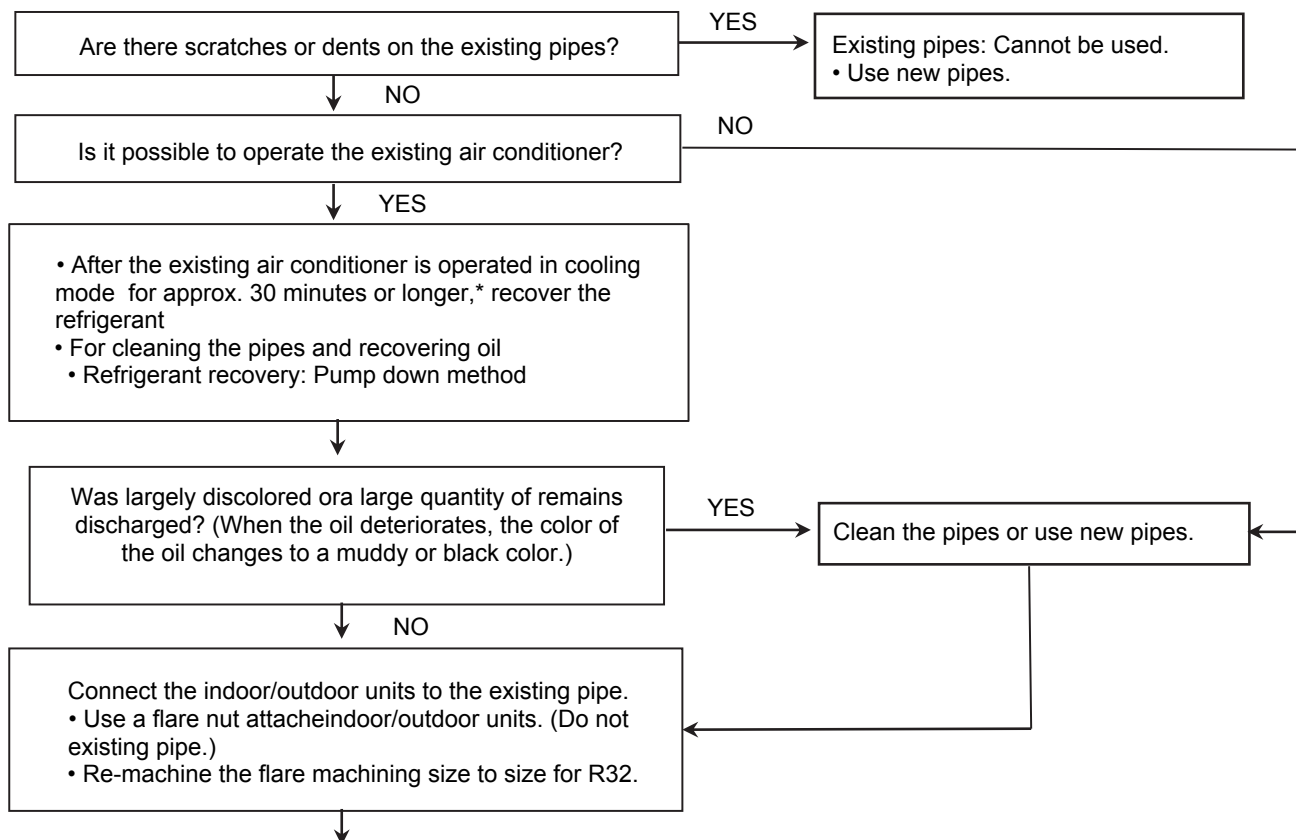 Are there scratches or dents on the existing pipes?
YES
Existing pipes: Cannot be used.
• Use new pipes.
NO
Is it possible to operate the existing air conditioner?
NO
YES
• After the existing air conditioner is operated in cooling
mode for approx. 30 minutes or longer,* recover the
refrigerant
• For cleaning the pipes and recovering oil
• Refrigerant recovery: Pump down method
Was largely discolored ora large quantity of remains
discharged? (When the oil deteriorates, the color of
the oil changes to a muddy or black color.)
YES
Clean the pipes or use new pipes.
NO
Connect the indoor/outdoor units to the existing pipe.
• Use a flare nut attacheindoor/outdoor units. (Do not
existing pipe.)
• Re-machine the flare machining size to size for R32.